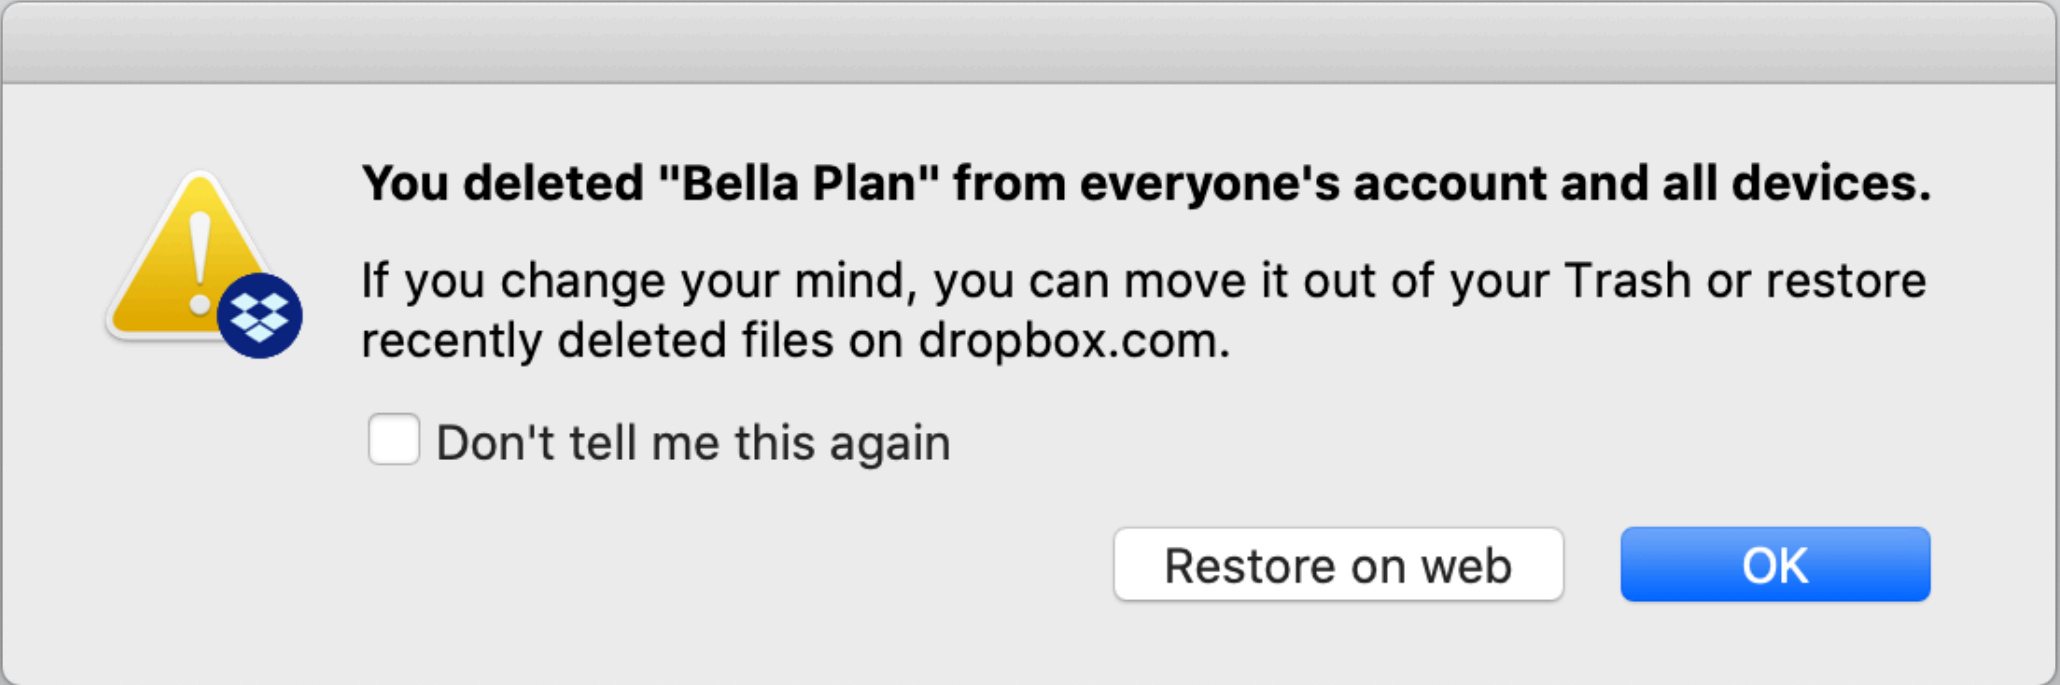 You deleted "Bella Plan" from everyone's account and all devices.
If you change your mind, you can move it out of your Trash or restore
recently deleted files on dropbox.com.
Don't tell me this again
Restore on web
OK